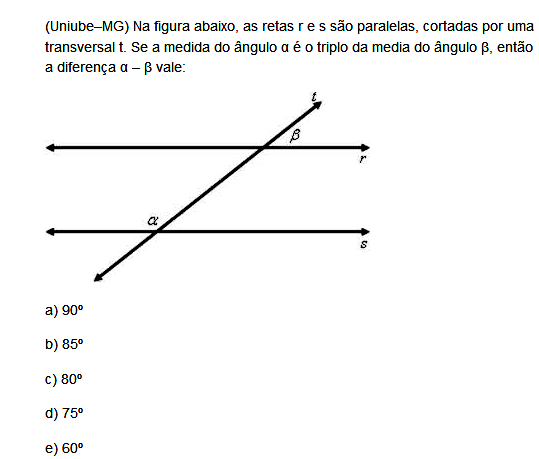 (Uniube–MG) Na figura abaixo, as retas r e s são paralelas, cortadas por uma
transversal t. Se a medida do ângulo α é o triplo da media do ângulo β, então
a diferença α – β vale:
t
β
r
α
s
a) 90º
b) 85º
c) 80º
d) 75º
e) 60º